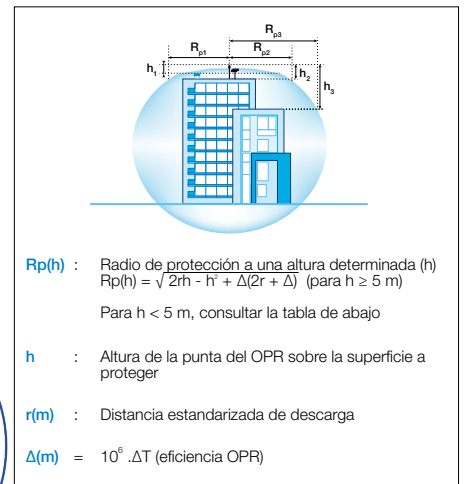 Rp3
Rp1 Rp2
h1 h2
h3
Rp(h) : Radio de protección a una altura determinada (h)
Rp(h) = √2rh - h² + Δ(2r + Δ) (para h ≥ 5 m)
Para h < 5 m, consultar la tabla de abajo
h : Altura de la punta del OPR sobre la superficie a
proteger
r(m) : Distancia estandarizada de descarga
Δ(m) = 10⁶ .ΔT (eficiencia OPR)